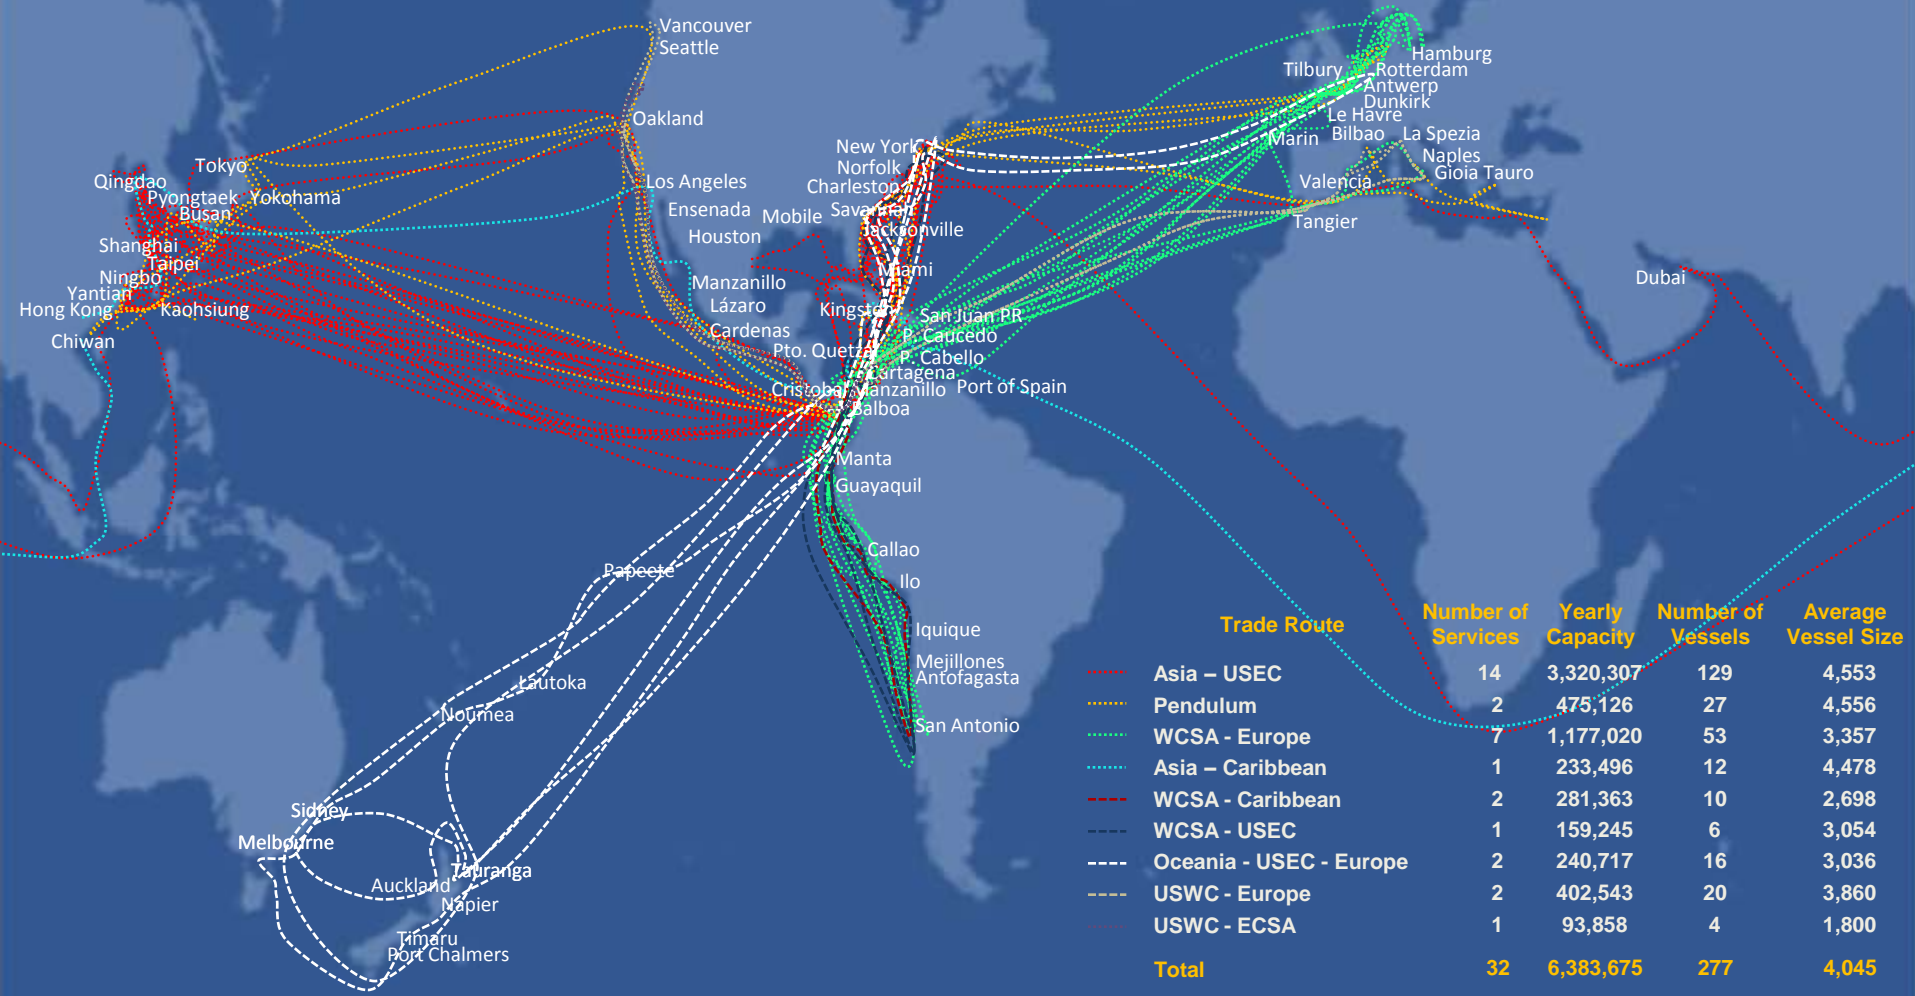 Vancouver
Seattle
Oakland
Los Angeles
Ensenada
Houston
Mobile
Manzanillo
Lázaro
Cardenas
Pto. Quetzal
Tokyo
Qingdao
Pyongtaek
Yokohama
Busan
Shanghai
Taipei
Ningbo
Yantian
Hong Kong
Kaohsiung
Chiwan
New York
Norfolk
Charleston
Savannah
Jacksonville
Miami
Kingston
San Juan PR
P. Caucedo
P. Cabello
Cartagena
Cristobal
Manzanillo
Port of Spain
Balboa
Manta
Guayaquil
Callao
Ilo
Iquique
Mejillones
Antofagasta
San Antonio
Hamburg
Tilbury
Rotterdam
Antwerp
Dunkirk
Le Havre
Marin
Bilbao
La Spezia
Naples
Gioia Tauro
Valencia
Tangier
Dubai
Papeete
Lautoka
Noumea
Sidney
Melbourne
Auckland
Tauranga
Napier
Timaru
Port Chalmers
Trade Route Number of Services Yearly Capacity Number of Vessels Average Vessel Size
Asia – USEC 14 3,320,307 129 4,553
Pendulum 2 475,126 27 4,556
WCSA - Europe 7 1,177,020 53 3,357
Asia – Caribbean 1 233,496 12 4,478
WCSA - Caribbean 2 281,363 10 2,698
WCSA - USEC 1 159,245 6 3,054
Oceania - USEC - Europe 2 240,717 16 3,036
USWC - Europe 2 402,543 20 3,860
USWC - ECSA 1 93,858 4 1,800
Total 32 6,383,675 277 4,045